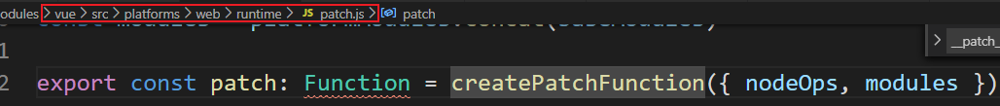 odules > vue > src > platforms > web > runtime > JS patch.js > patch
const modules = platformModules.concat(baseModules)
> __patch_
1
2 export const patch: Function = createPatchFunction({ nodeOps, modules })